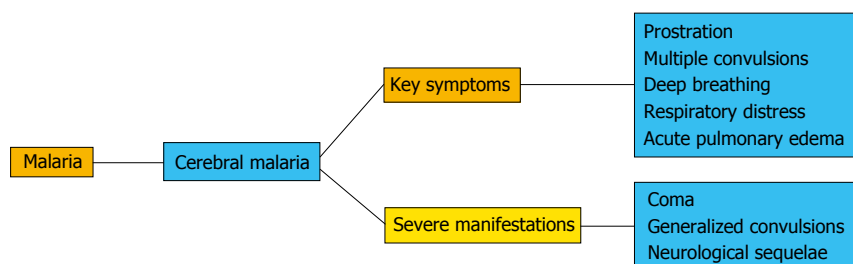 Malaria
Cerebral malaria
Key symptoms
Prostration
Multiple convulsions
Deep breathing
Respiratory distress
Acute pulmonary edema
Severe manifestations
Coma
Generalized convulsions
Neurological sequelae